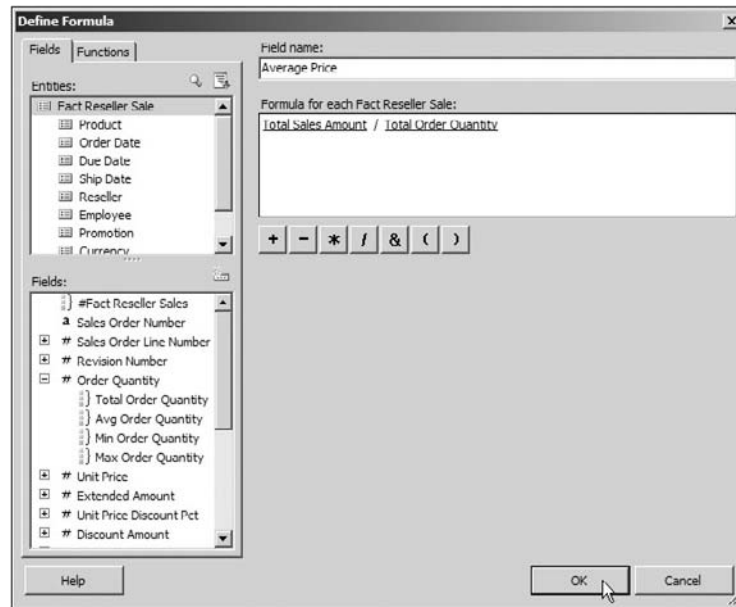 Define Formula
Fields
Functions
Entities:
Fact Reseller Sale
Product
Order Date
Due Date
Ship Date
Reseller
Employee
Promotion
Currency
Fields:
#Fact Reseller Sales
a Sales Order Number
# Sales Order Line Number
# Revision Number
# Order Quantity
Total Order Quantity
Avg Order Quantity
Min Order Quantity
Max Order Quantity
# Unit Price
# Extended Amount
# Unit Price Discount Pct
# Discount Amount
Field name:
Average Price
Formula for each Fact Reseller Sale:
Total Sales Amount / Total Order Quantity
+ - * / & ( )
Help
OK
Cancel